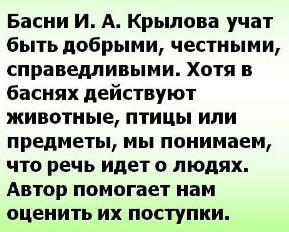 Басни И. А. Крылова учат
быть добрыми, честными,
справедливыми. Хотя в
баснях действуют
животные, птицы или
предметы, мы понимаем,
что речь идет о людях.
Автор помогает нам
оценить их поступки.